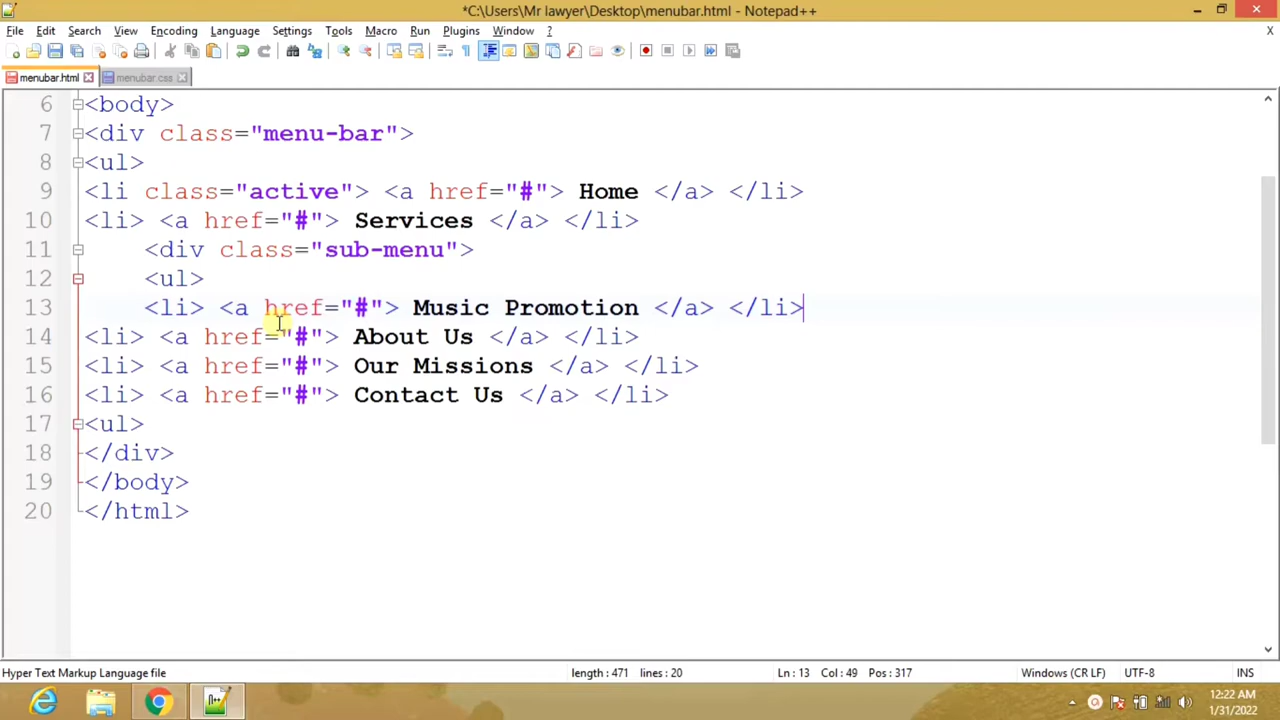 *C:\Users\Mr lawyer\Desktop\menubar.html - Notepad++
File Edit Search View Encoding Language Settings Tools Macro Run Plugins Window ? X
menubar.html menubar.css
6 <body>
7 <div class="menu-bar">
8 <ul>
9 <li class="active"> <a href="#"> Home </a> </li>
10 <li> <a href="#"> Services </a> </li>
11 <div class="sub-menu">
12 <ul>
13 <li> <a href="#"> Music Promotion </a> </li>
14 <li> <a href="#"> About Us </a> </li>
15 <li> <a href="#"> Our Missions </a> </li>
16 <li> <a href="#"> Contact Us </a> </li>
17 <ul>
18 </div>
19 </body>
20 </html>
Hyper Text Markup Language file length : 471 lines : 20 Ln : 13 Col : 49 Pos : 317 Windows (CR LF) UTF-8 INS
12:22 AM
1/31/2022